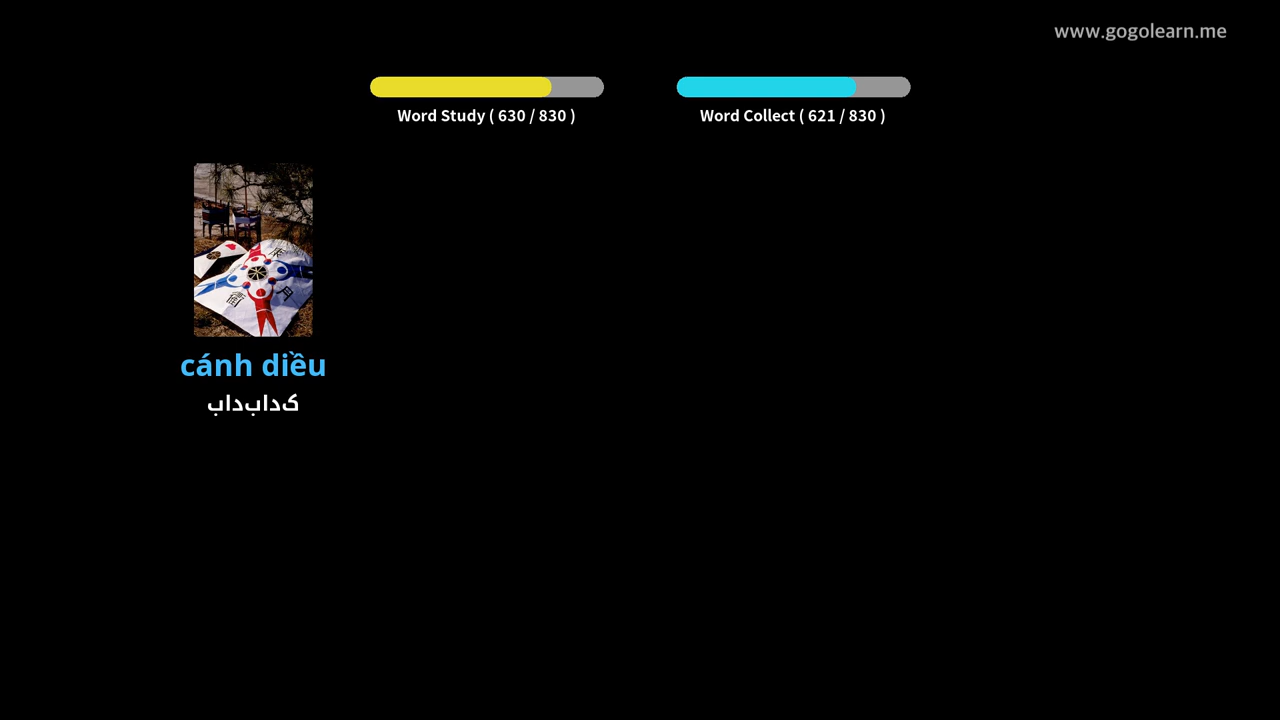 www.gogolearn.me
Word Study ( 630 / 830 )
Word Collect ( 621 / 830 )
cánh diều
کدابداب